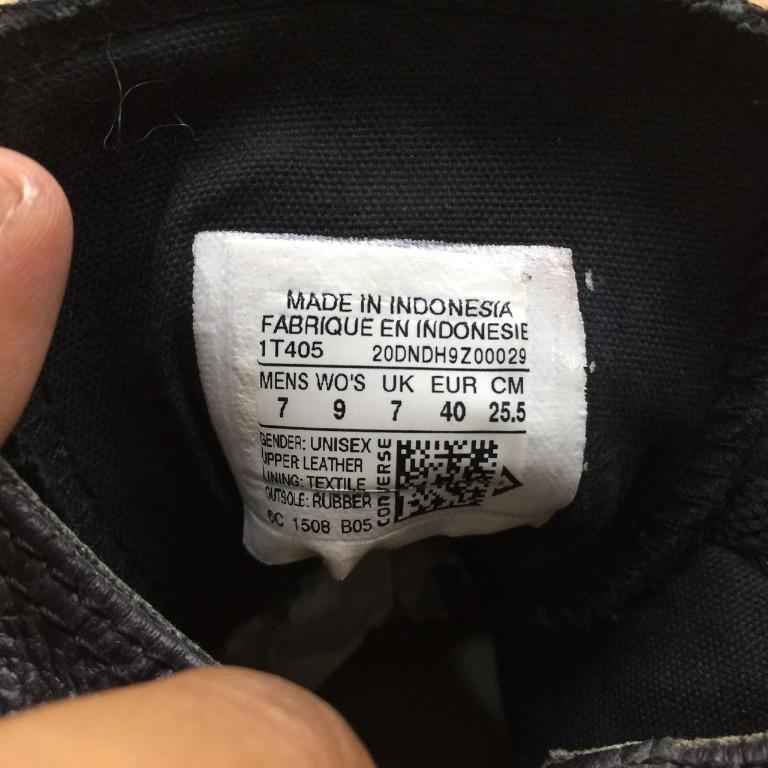 MADE IN INDONESIA
FABRIQUE EN INDONESIE
1T405 20DNDH9Z00029
MENS WO'S UK EUR CM
7 9 7 40 25.5
GENDER: UNISEX
UPPER LEATHER
LINING: TEXTILE
OUTSOLE: RUBBER
6C 1508 B05
CONVERSE